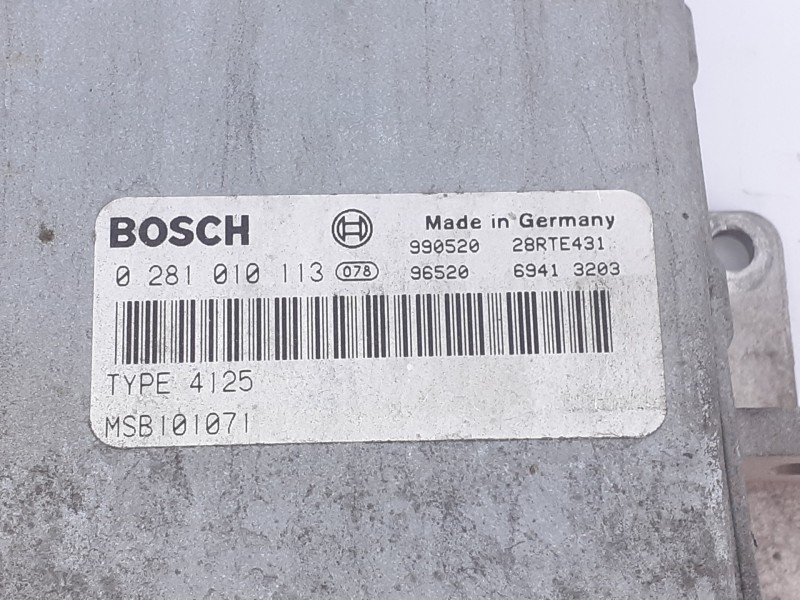 BOSCH Made in Germany
990520 28RTE431
0 281 010 113 078 96520 6941 3203
TYPE 4125
MSB101071